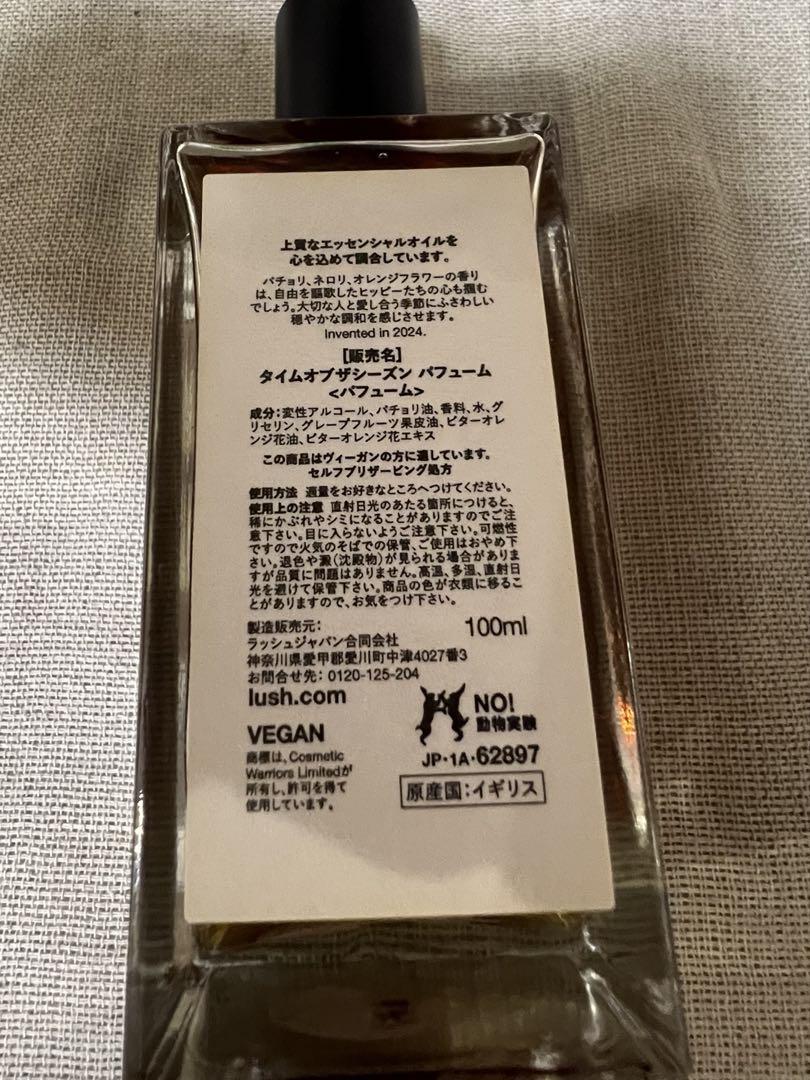 上質なエッセンシャルオイルを
心を込めて調合しています。
パチョリ、ネロリ、オレンジフラワーの香り
は、自由を謳歌したヒッピーたちの心も掴む
でしょう。大切な人と愛し合う季節にふさわしい
穏やかな調和を感じさせます。
Invented in 2024.
[販売名]
タイムオブザシーズン パフューム
<パフューム>
成分:変性アルコール、パチョリ油、香料、水、グ
リセリン、グレープフルーツ果皮油、ビターオレ
ンジ花油、ビターオレンジ花エキス
この商品はヴィーガンの方に適しています。
セルフプリザービング処方
使用方法 適量をお好きなところへつけてください。
使用上の注意 直射日光のあたる箇所につけると、
稀にかぶれやシミになることがありますのでご注
意下さい。目に入らないようご注意下さい。可燃性
ですので火気のそばでの保管、ご使用はおやめ下
さい。退色や澱(沈殿物)が見られる場合がありま
すが品質に問題はありません。高温、多湿、直射日
光を避けて保管下さい。商品の色が衣類に移るこ
とがありますので、お気をつけ下さい。
製造販売元:
100ml
ラッシュジャパン合同会社
神奈川県愛甲郡愛川町中津4027番3
お問合せ先: 0120-125-204
lush.com
NO!
動物実験
VEGAN
JP・1A・62897
商標は、Cosmetic
Warriors Limitedが
所有し、許可を得て
使用しています。
原産国:イギリス